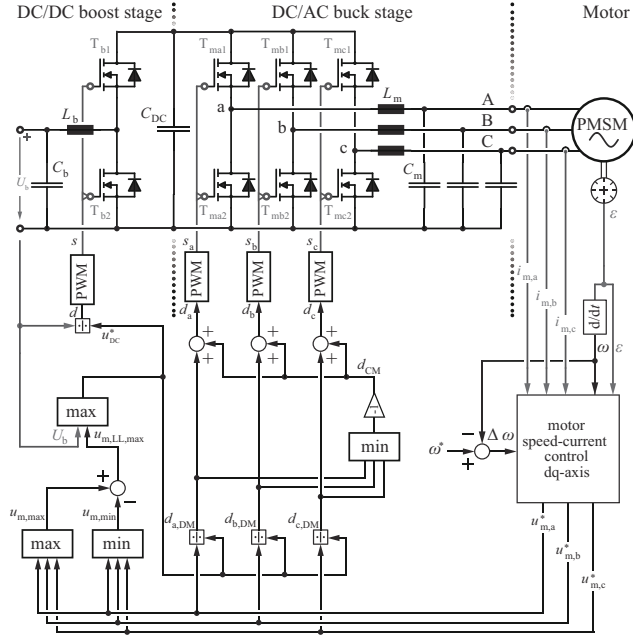 DC/DC boost stage DC/AC buck stage Motor
T_b1 T_ma1 T_mb1 T_mc1
L_b C_DC a L_m A PMSM
b B
c C
+ U_b C_b C_m
T_b2 T_ma2 T_mb2 T_mc2 ε
s s_a s_b s_c i_m,a i_m,b i_m,c
PWM PWM PWM PWM d/dt
d d_a d_b d_c
÷ u*_DC + + + ω ε
+ + +
d_CM
max −
U_b u_m,LL,max min ω* − + Δ ω motor
speed-current
control
dq-axis
+ −
u_m,max u_m,min d_a,DM d_b,DM d_c,DM u*_m,a
max min ÷ ÷ ÷ u*_m,b
u*_m,c